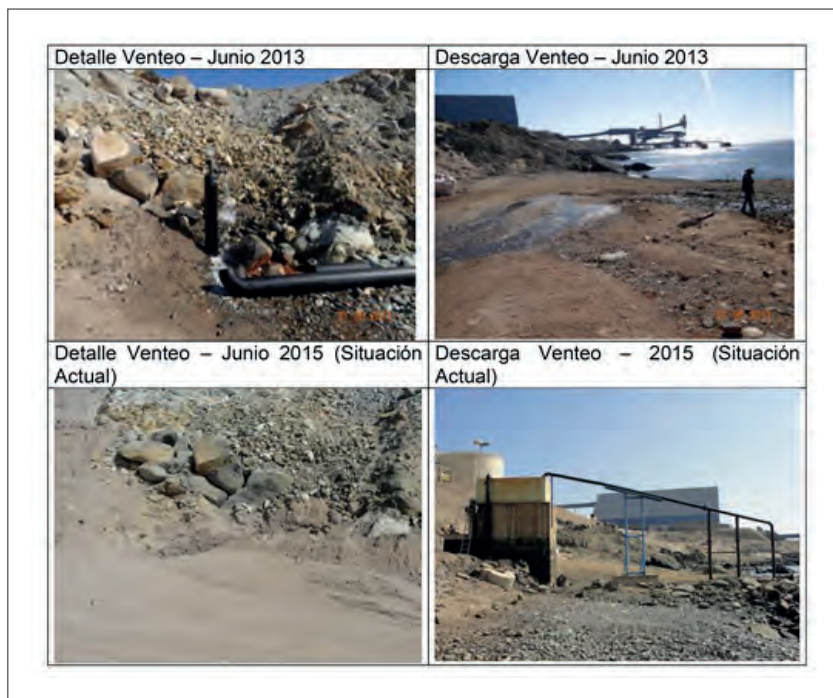 Detalle Venteo – Junio 2013
Descarga Venteo – Junio 2013
Detalle Venteo – Junio 2015 (Situación
Actual)
Descarga Venteo – 2015 (Situación
Actual)